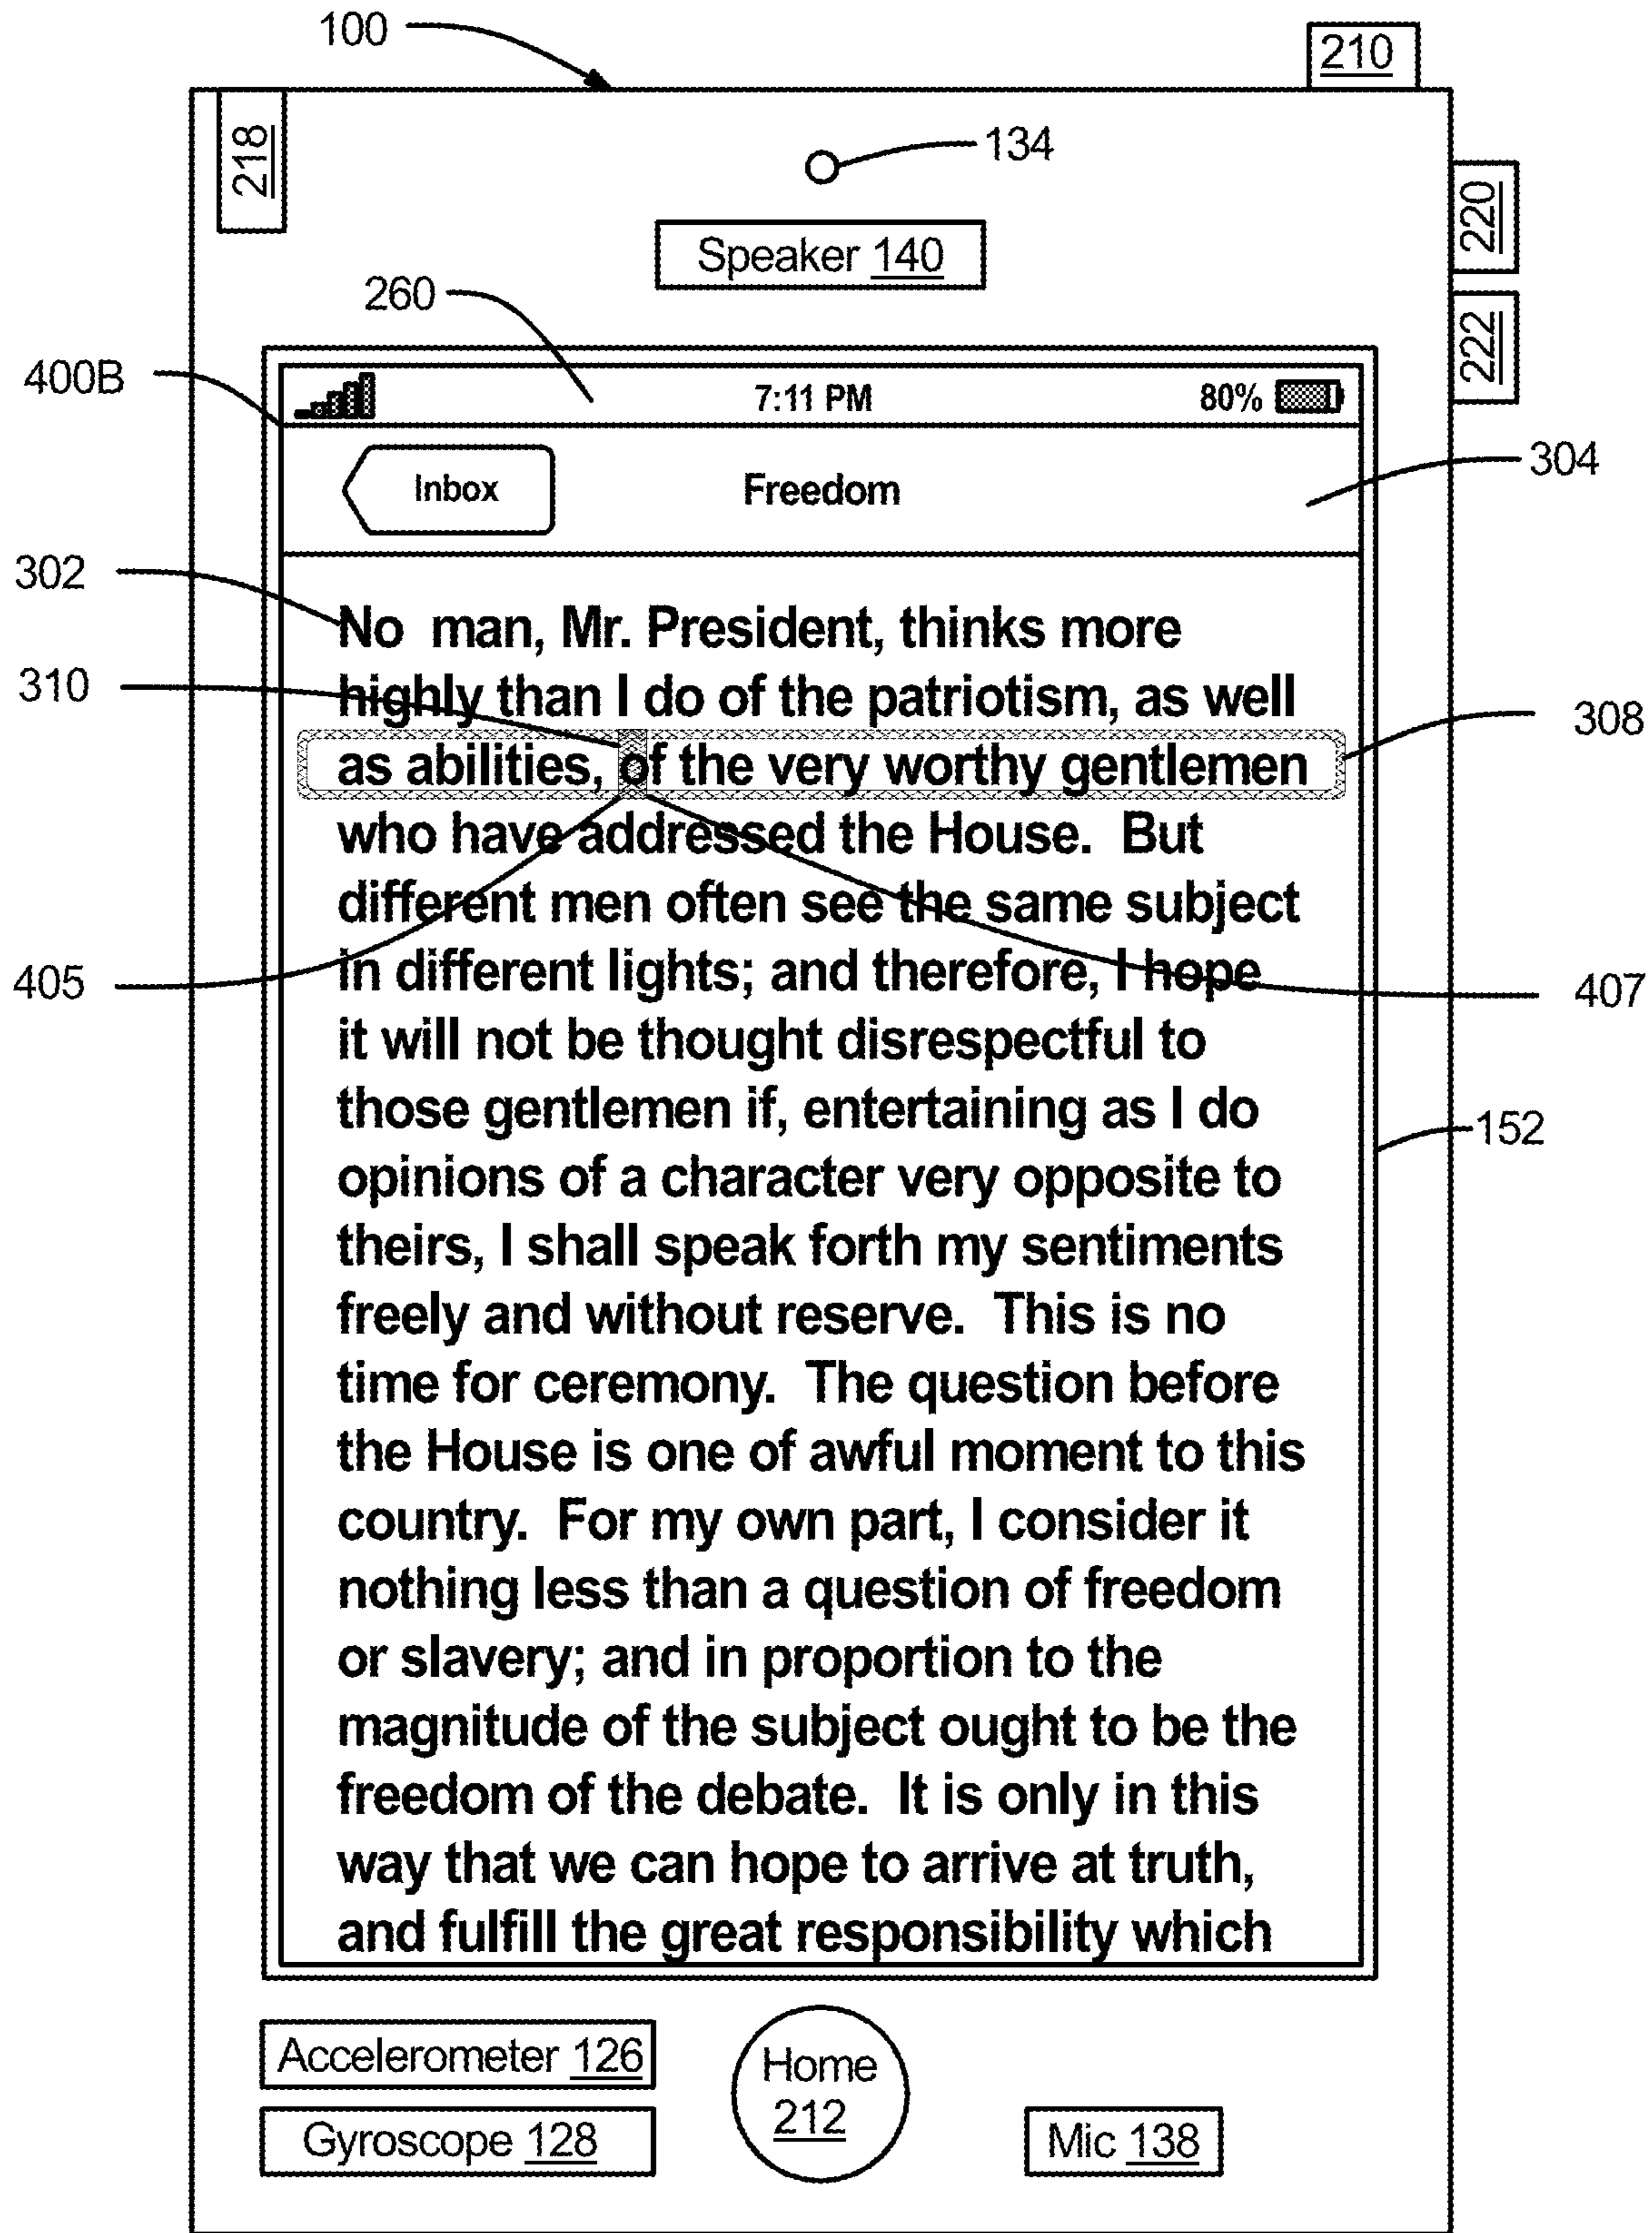 100
210
218
134
220
Speaker 140
260
222
400B
7:11 PM
80%
304
Inbox
Freedom
302
No man, Mr. President, thinks more
310
highly than I do of the patriotism, as well
308
as abilities, of the very worthy gentlemen
who have addressed the House. But
different men often see the same subject
405
in different lights; and therefore, I hope
407
it will not be thought disrespectful to
those gentlemen if, entertaining as I do
152
opinions of a character very opposite to
theirs, I shall speak forth my sentiments
freely and without reserve. This is no
time for ceremony. The question before
the House is one of awful moment to this
country. For my own part, I consider it
nothing less than a question of freedom
or slavery; and in proportion to the
magnitude of the subject ought to be the
freedom of the debate. It is only in this
way that we can hope to arrive at truth,
and fulfill the great responsibility which
Accelerometer 126
Home
212
Gyroscope 128
Mic 138